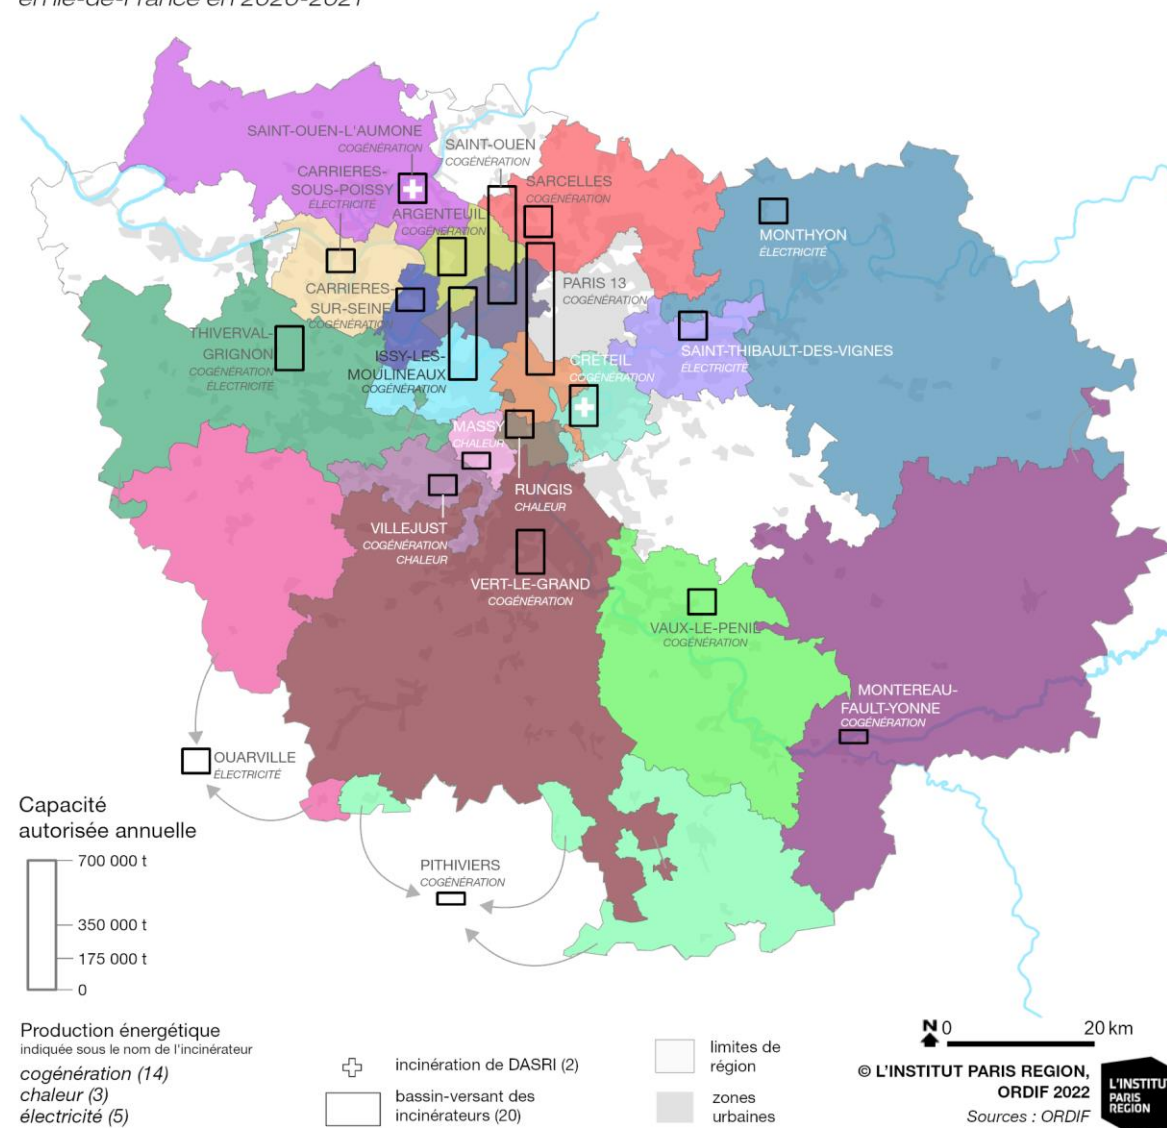 en Ile-de-France en 2020-2021
SAINT-OUEN-L'AUMONE
COGÉNÉRATION
SAINT-OUEN
COGÉNÉRATION
CARRIERES-
SOUS-POISSY
ÉLECTRICITÉ
SARCELLES
COGÉNÉRATION
ARGENTEUIL
COGÉNÉRATION
MONTHYON
ÉLECTRICITÉ
PARIS 13
COGÉNÉRATION
CARRIERES-
SUR-SEINE
COGÉNÉRATION
THIVERVAL-
GRIGNON
COGÉNÉRATION
ÉLECTRICITÉ
ISSY-LES-
MOULINEAUX
COGÉNÉRATION
SAINT-THIBAULT-DES-VIGNES
ÉLECTRICITÉ
CRÉTEIL
COGÉNÉRATION
MASSY
CHALEUR
RUNGIS
CHALEUR
VILLEJUST
COGÉNÉRATION
CHALEUR
VERT-LE-GRAND
COGÉNÉRATION
VAUX-LE-PENIL
COGÉNÉRATION
MONTEREAU-
FAULT-YONNE
COGÉNÉRATION
OUARVILLE
ÉLECTRICITÉ
PITHIVIERS
COGÉNÉRATION
Capacité
autorisée annuelle
700 000 t
350 000 t
175 000 t
0
Production énergétique
indiquée sous le nom de l'incinérateur
cogénération (14)
chaleur (3)
électricité (5)
incinération de DASRI (2)
bassin-versant des
incinérateurs (20)
limites de
région
zones
urbaines
N 0 20 km
© L'INSTITUT PARIS REGION,
ORDIF 2022
Sources : ORDIF
L'INSTITUT
PARIS
REGION